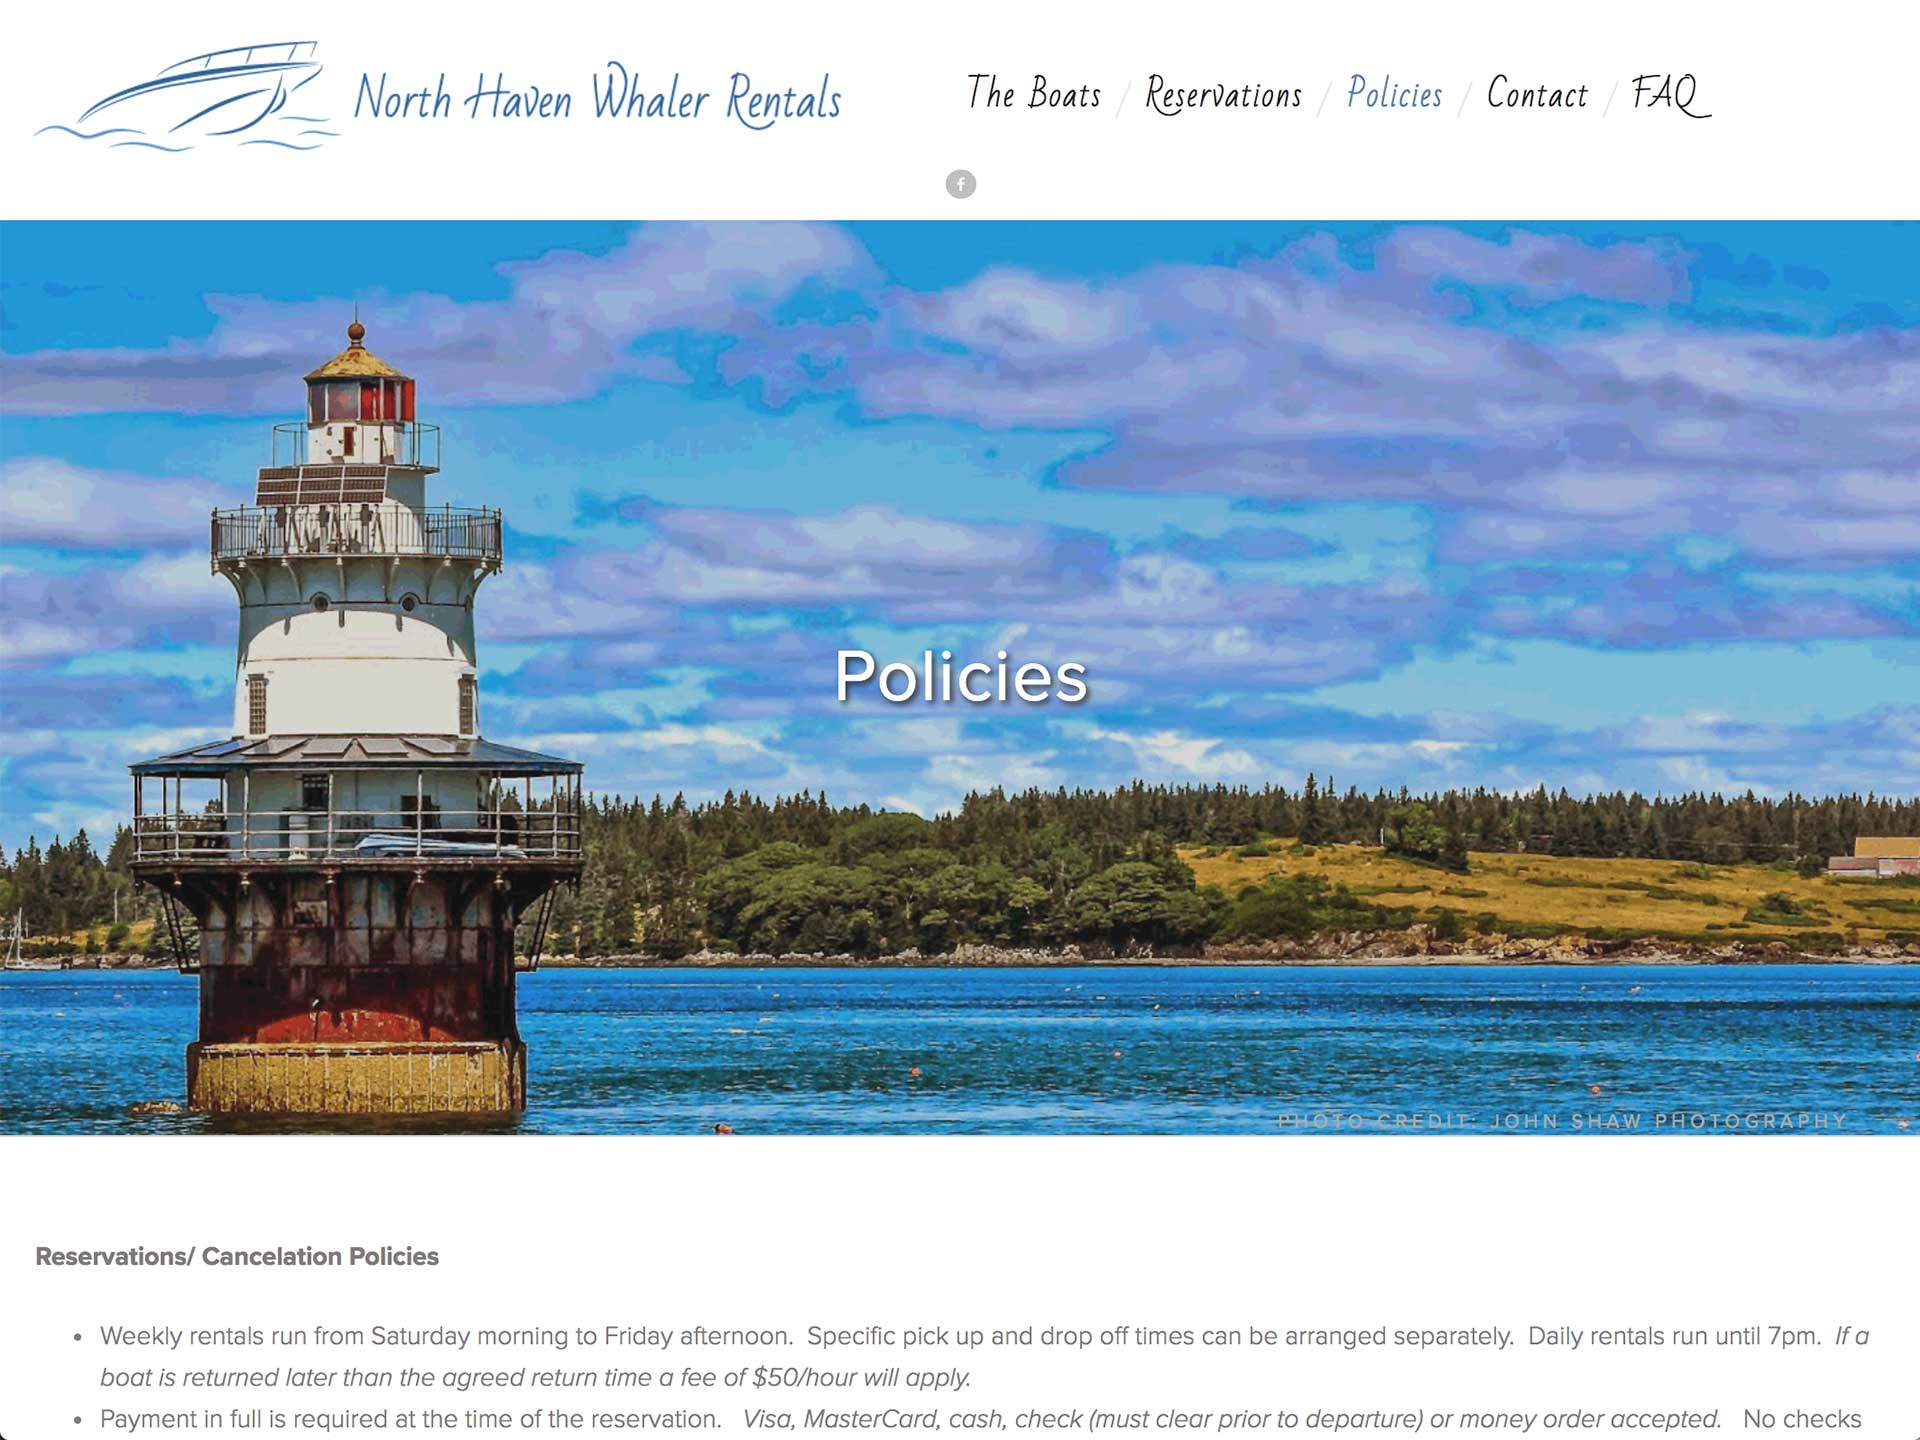 North Haven Whaler Rentals
The Boats / Reservations / Policies / Contact / FAQ
f
Policies
PHOTO CREDIT: JOHN SHAW PHOTOGRAPHY
Reservations/ Cancelation Policies
• Weekly rentals run from Saturday morning to Friday afternoon.  Specific pick up and drop off times can be arranged separately.  Daily rentals run until 7pm.  If a
boat is returned later than the agreed return time a fee of $50/hour will apply.
• Payment in full is required at the time of the reservation.   Visa, MasterCard, cash, check (must clear prior to departure) or money order accepted.   No checks